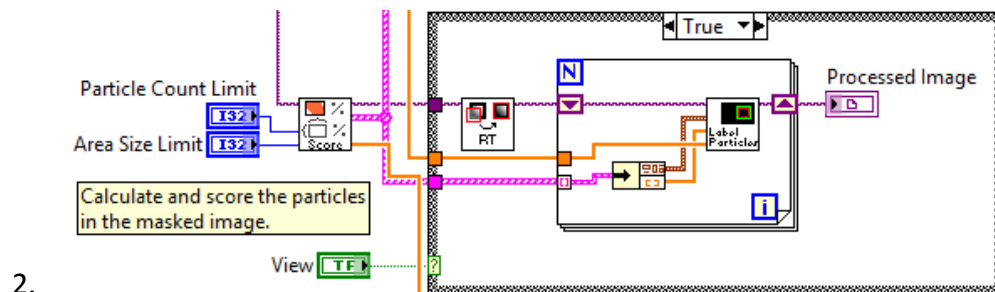 True
Particle Count Limit
I32
Area Size Limit
I32
Score
RT
N
Label
Particles
i
Processed Image
Calculate and score the particles
in the masked image.
View
TF
?
2.